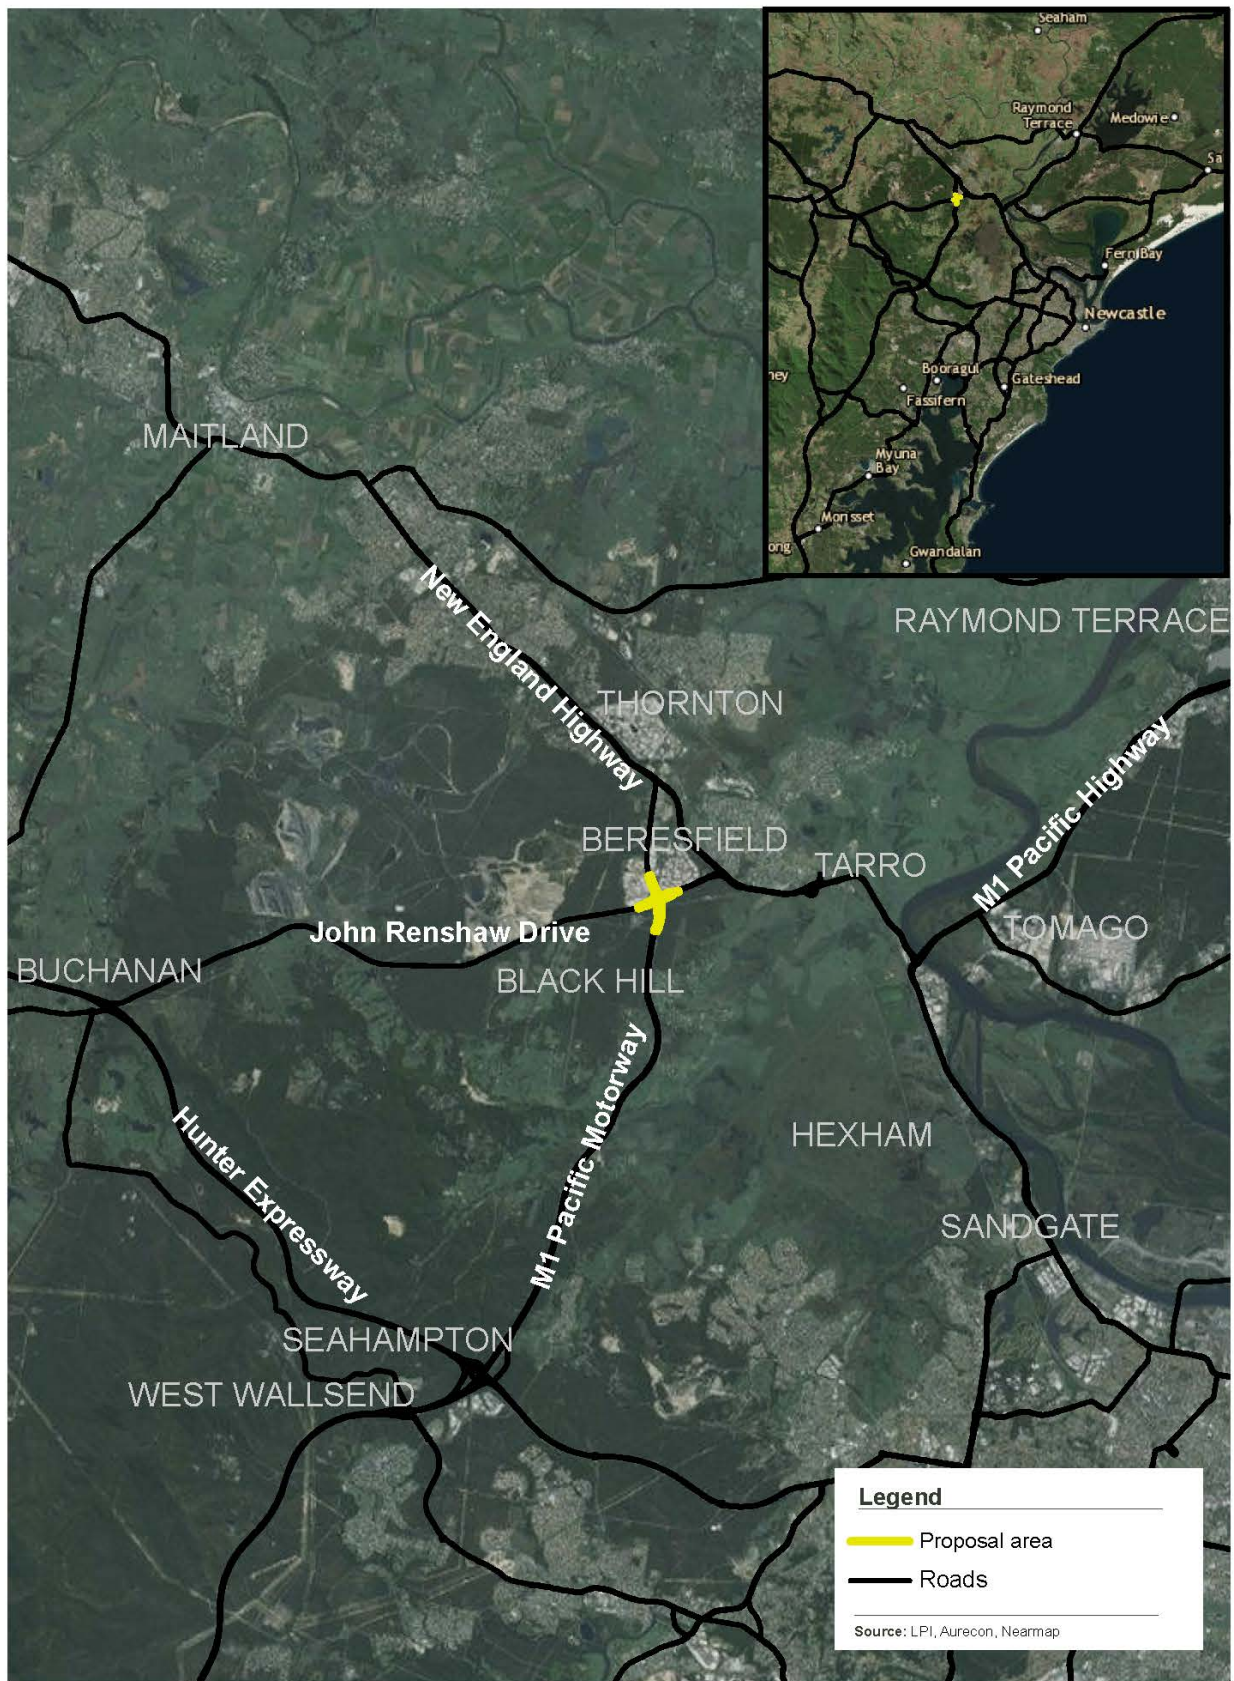 Seaham
Raymond
Terrace
Medowie
Sa
Fern Bay
Newcastle
ney
Booragul
Gateshead
Fassifern
Myuna
Bay
Morisset
ong
Gwandalan
MAITLAND
New England Highway
RAYMOND TERRACE
THORNTON
M1 Pacific Highway
BERESFIELD
TARRO
TOMAGO
John Renshaw Drive
BUCHANAN
BLACK HILL
M1 Pacific Motorway
Hunter Expressway
HEXHAM
SANDGATE
SEAHAMPTON
WEST WALLSEND
Legend
Proposal area
Roads
Source: LPI, Aurecon, Nearmap